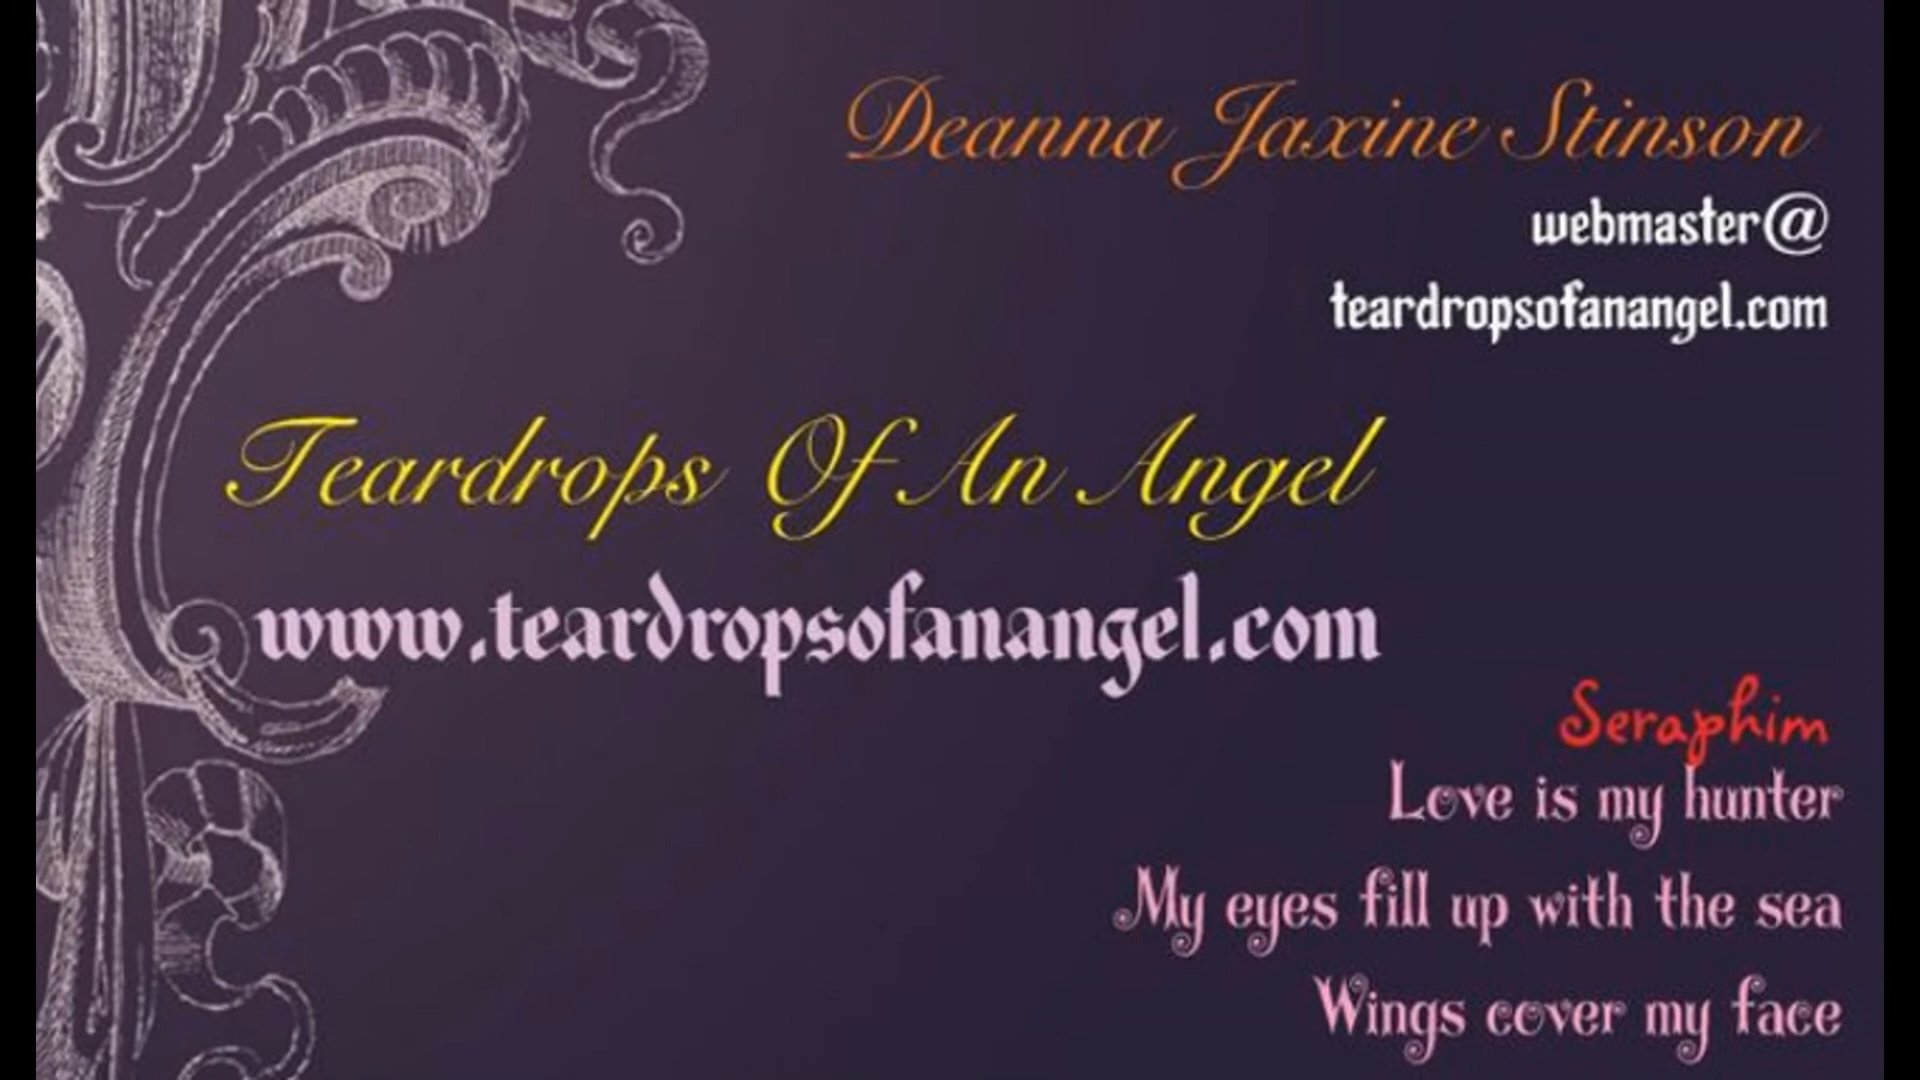 Deanna Jaxine Stinson
webmaster@
teardropsofanangel.com
Teardrops Of An Angel
www.teardropsofanangel.com
Seraphim
Love is my hunter
My eyes fill up with the sea
Wings cover my face